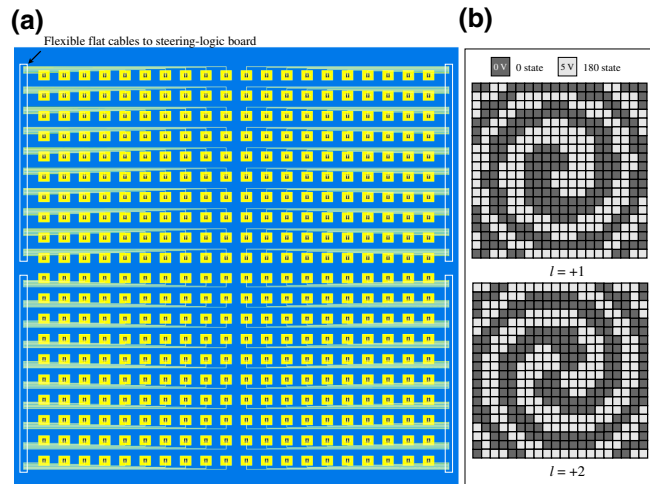 (a)
Flexible flat cables to steering-logic board
(b)
0 V 0 state 5 V 180 state
l = +1
l = +2